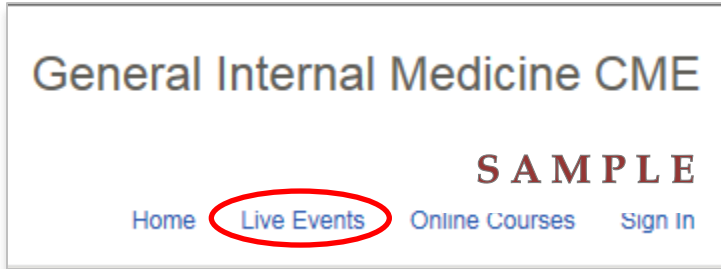 General Internal Medicine CME
SAMPLE
Home Live Events Online Courses Sign In